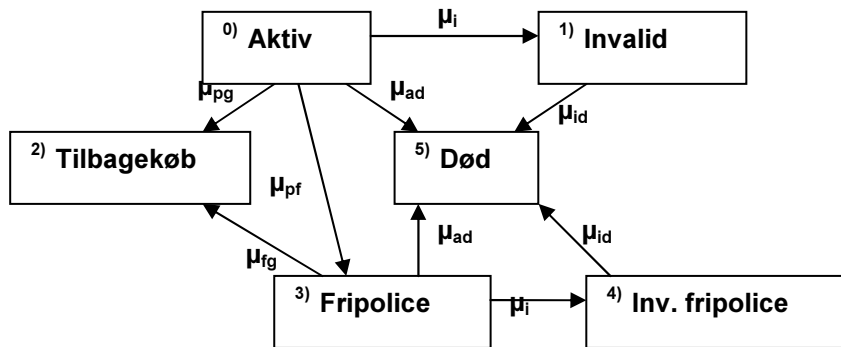 μi
0) Aktiv
1) Invalid
μpg
μad
μid
2) Tilbagekøb
5) Død
μpf
μad
μid
μfg
3) Fripolice
μi
4) Inv. fripolice